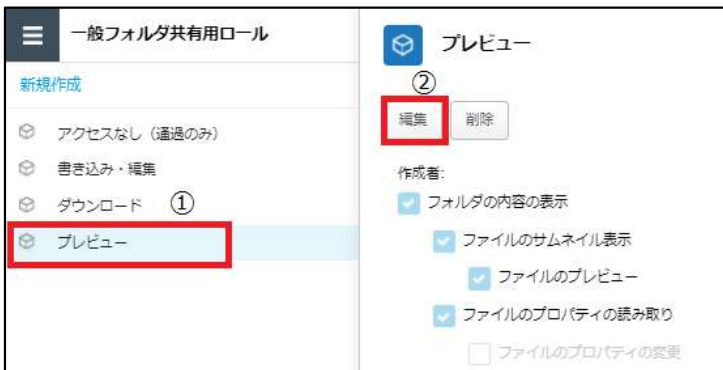 一般フォルダ共有用ロール
新規作成
アクセスなし（通過のみ）
書き込み・編集
ダウンロード ①
プレビュー
プレビュー
②
編集 削除
作成者:
フォルダの内容の表示
ファイルのサムネイル表示
ファイルのプレビュー
ファイルのプロパティの読み取り
ファイルのプロパティの変更